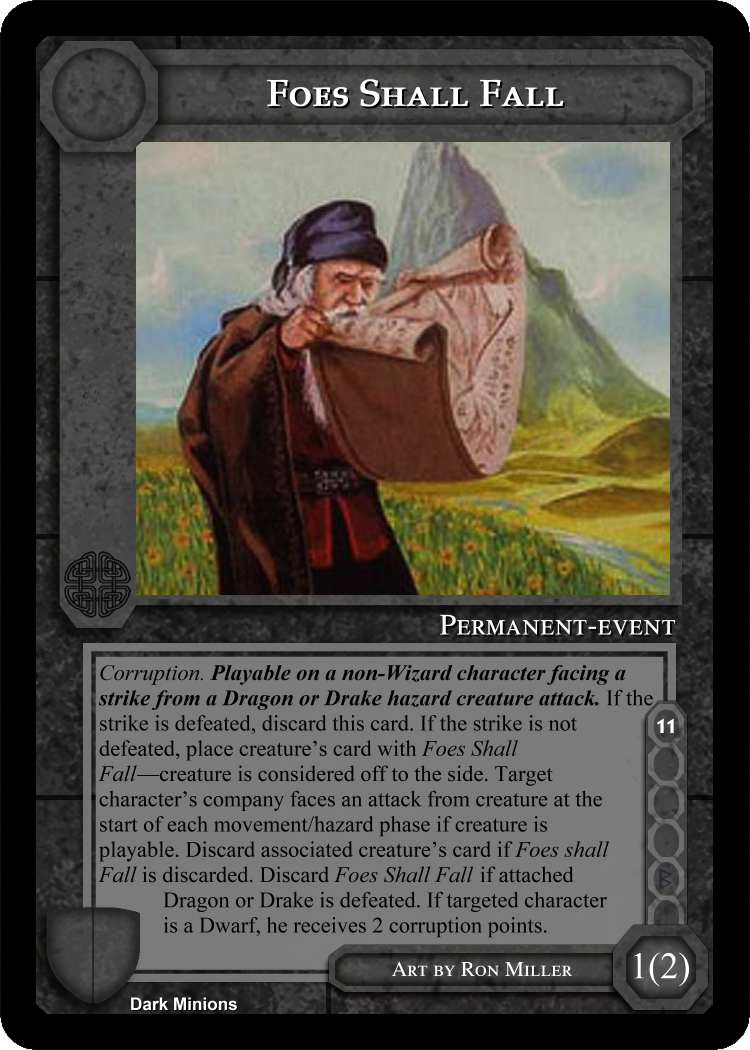 Foes Shall Fall
Permanent-event
Corruption. Playable on a non-Wizard character facing a
strike from a Dragon or Drake hazard creature attack. If the
strike is defeated, discard this card. If the strike is not
defeated, place creature's card with Foes Shall
Fall—creature is considered off to the side. Target
character's company faces an attack from creature at the
start of each movement/hazard phase if creature is
playable. Discard associated creature's card if Foes shall
Fall is discarded. Discard Foes Shall Fall if attached
Dragon or Drake is defeated. If targeted character
is a Dwarf, he receives 2 corruption points.
11
Art by Ron Miller
1(2)
Dark Minions